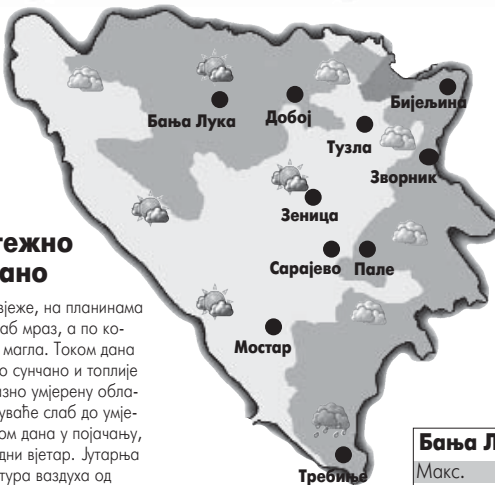 Бања Лука
Добој
Бијељина
Тузла
Зворник
Зеница
Сарајево
Пале
Мостар
Требиње
тежно
ано
вјеже, на планинама
аб мраз, а по ко-
магла. Током дана
о сунчано и топлије
азно умјерену обла-
уваће слаб до умје-
ом дана у појачању,
дни вјетар. Јутарња
тура ваздуха од
Бања Л
Макс.